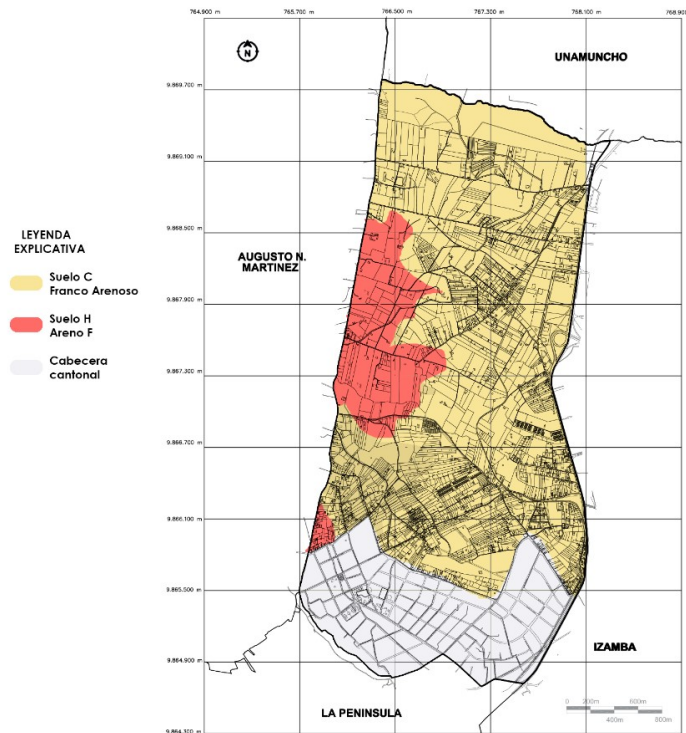 764.900 m
765.700 m
766.500 m
767.300 m
768.100 m
768.900 m
N
UNAMUNCHO
9.869.700 m
9.869.100 m
9.868.500 m
LEYENDA
EXPLICATIVA
AUGUSTO N.
MARTINEZ
Suelo C
Franco Arenoso
9.867.900 m
Suelo H
Areno F
Cabecera
cantonal
9.867.300 m
9.866.700 m
9.866.100 m
9.865.500 m
IZAMBA
9.864.900 m
0 200m 600m
400m 800m
LA PENINSULA
9.864.300 m